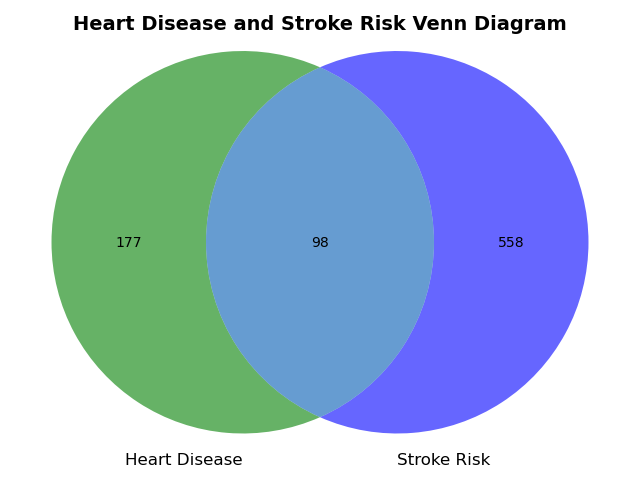 Heart Disease and Stroke Risk Venn Diagram
177
98
558
Heart Disease
Stroke Risk